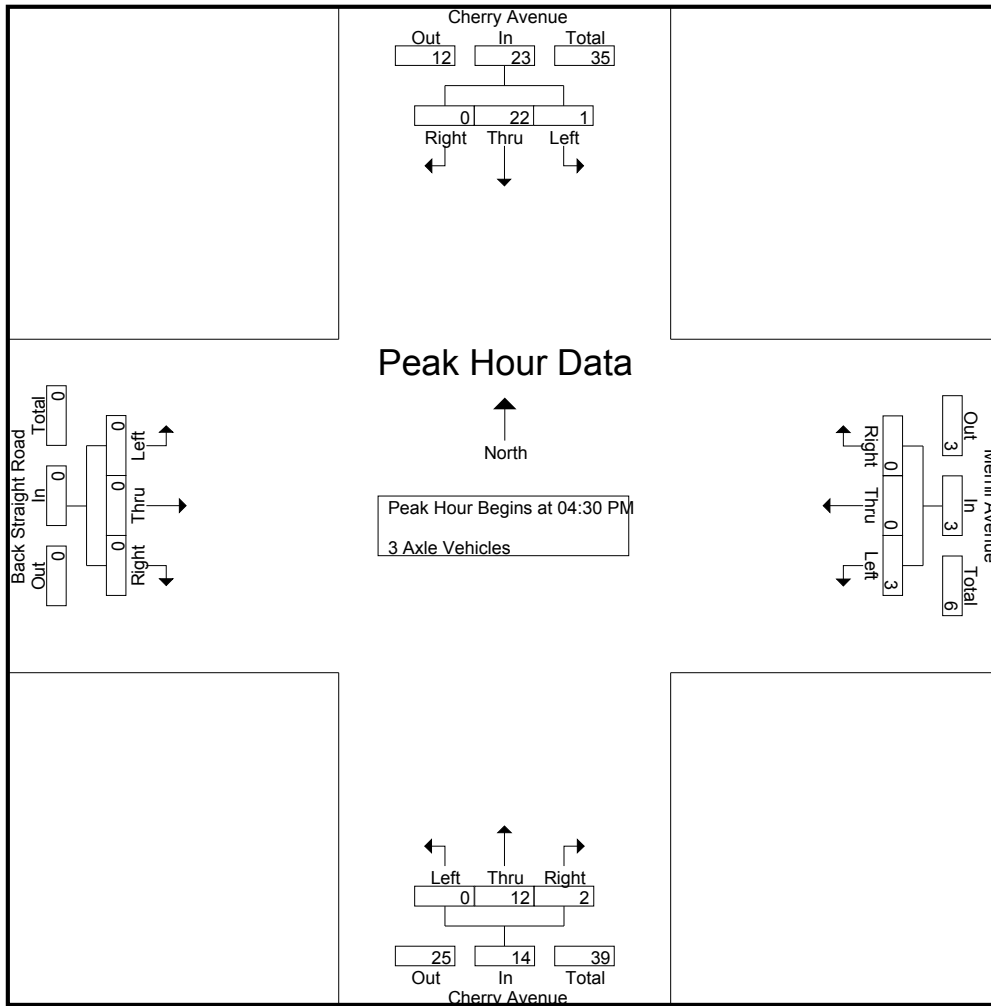 Cherry Avenue
Out In Total
12 23 35
0 22 1
Right Thru Left
Peak Hour Data
North
Peak Hour Begins at 04:30 PM
3 Axle Vehicles
Back Straight Road
Total In Out
0 0 0
0 0 0
Left Thru Right
Right Thru Left
0 0 3
3 3 6
Out In Total
Avenue
Left Thru Right
0 12 2
25 14 39
Out In Total
Cherry Avenue